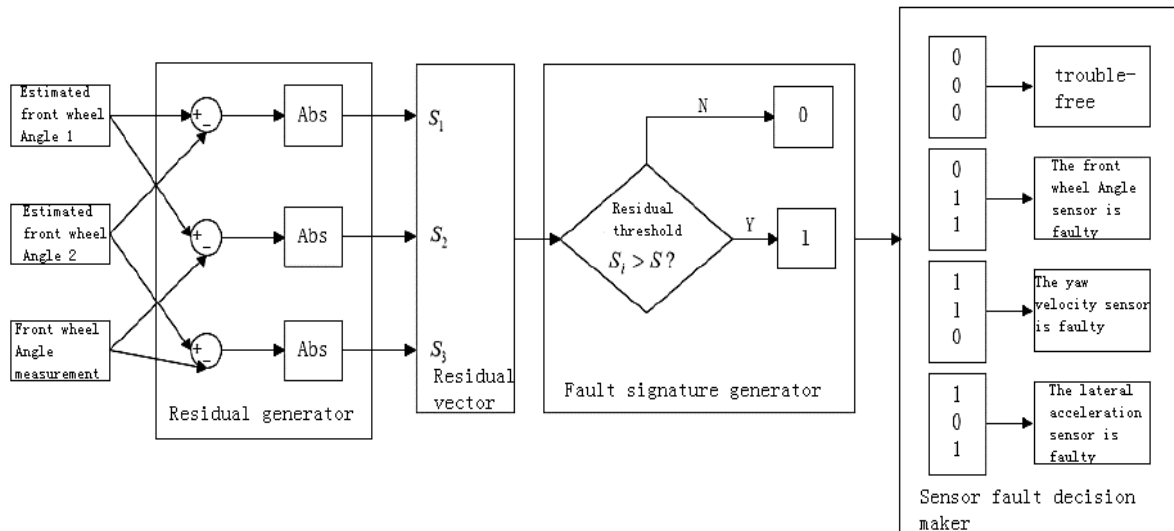 Estimated
front wheel
Angle 1
Estimated
front wheel
Angle 2
Front wheel
Angle
measurement
+
−
Abs
+
−
Abs
+
−
Abs
Residual generator
S₁
S₂
S₃
Residual
vector
Residual
threshold
Sᵢ > S?
N
0
Y
1
Fault signature generator
0
0
0
trouble-
free
0
1
1
The front
wheel Angle
sensor is
faulty
1
1
0
The yaw
velocity sensor
is faulty
1
0
1
The lateral
acceleration
sensor is
faulty
Sensor fault decision
maker